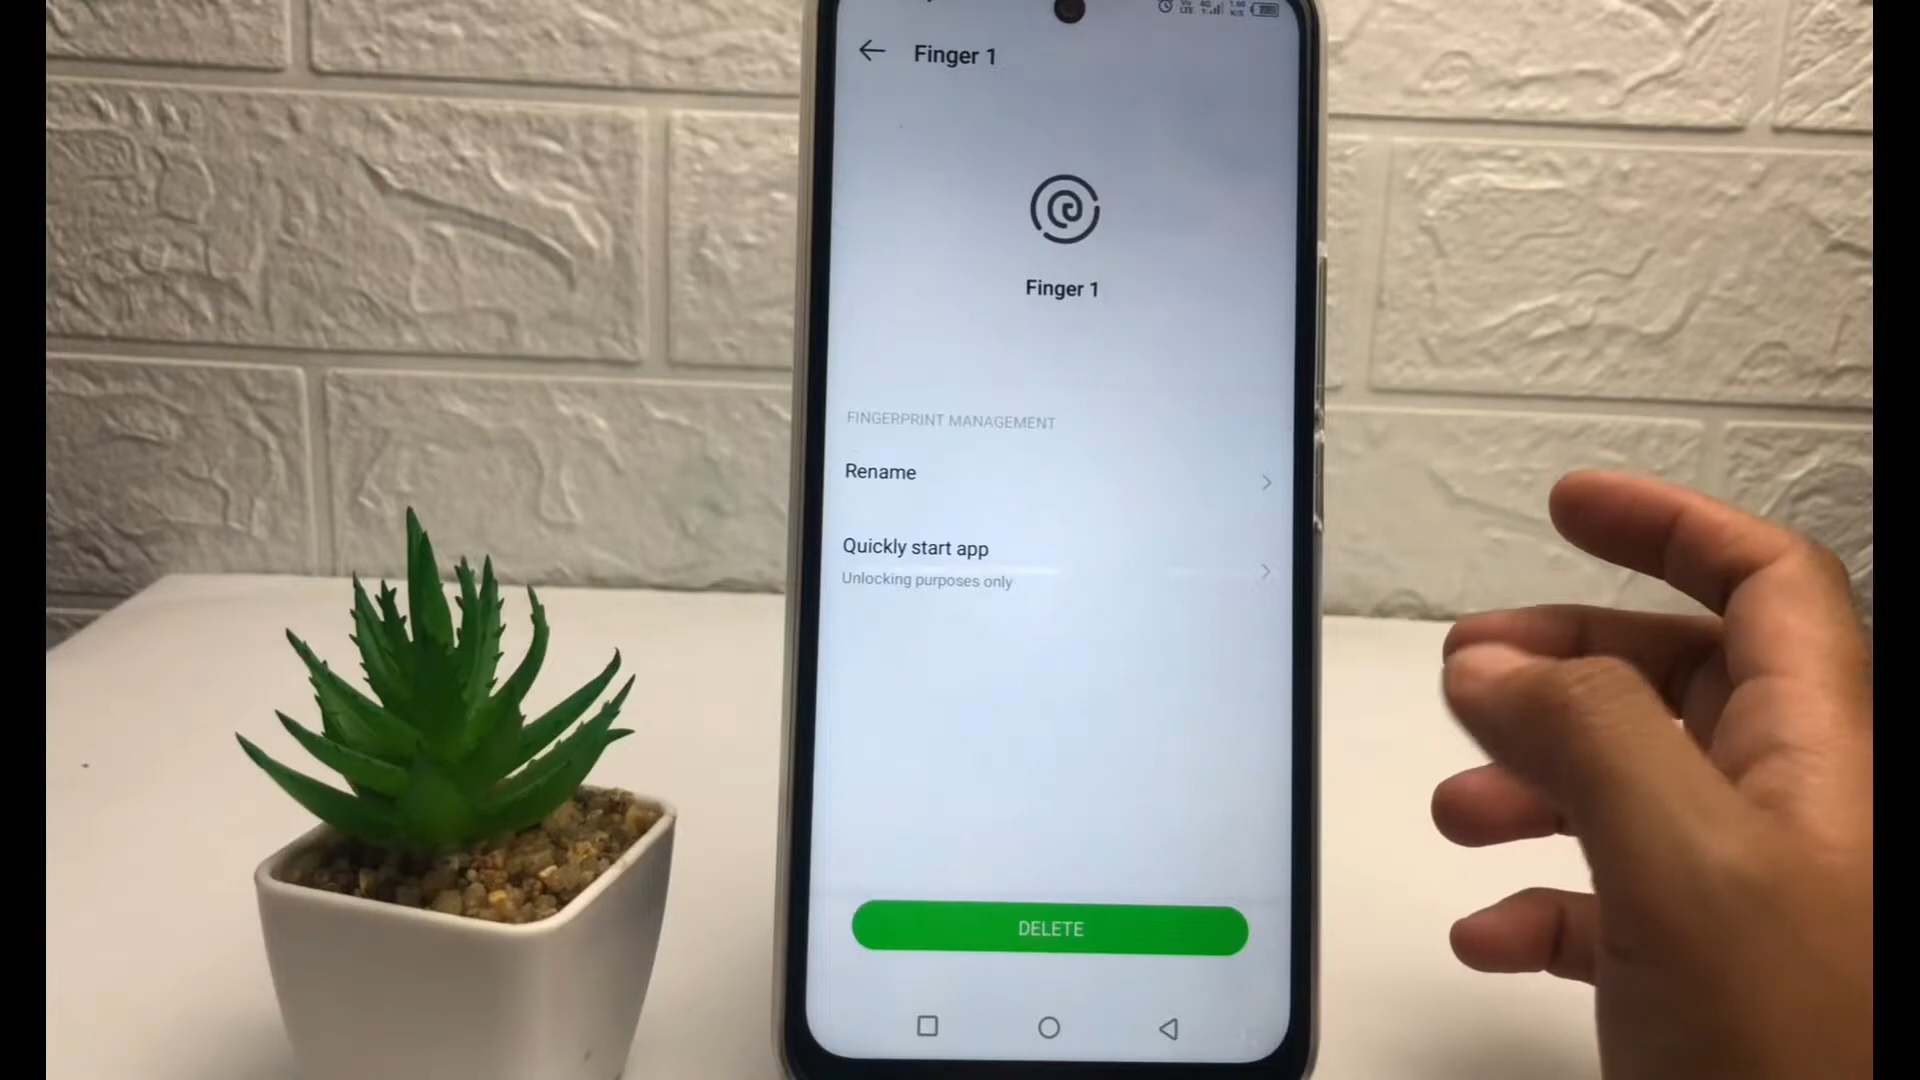 Finger 1
Finger 1
FINGERPRINT MANAGEMENT
Rename
Quickly start app
Unlocking purposes only
DELETE